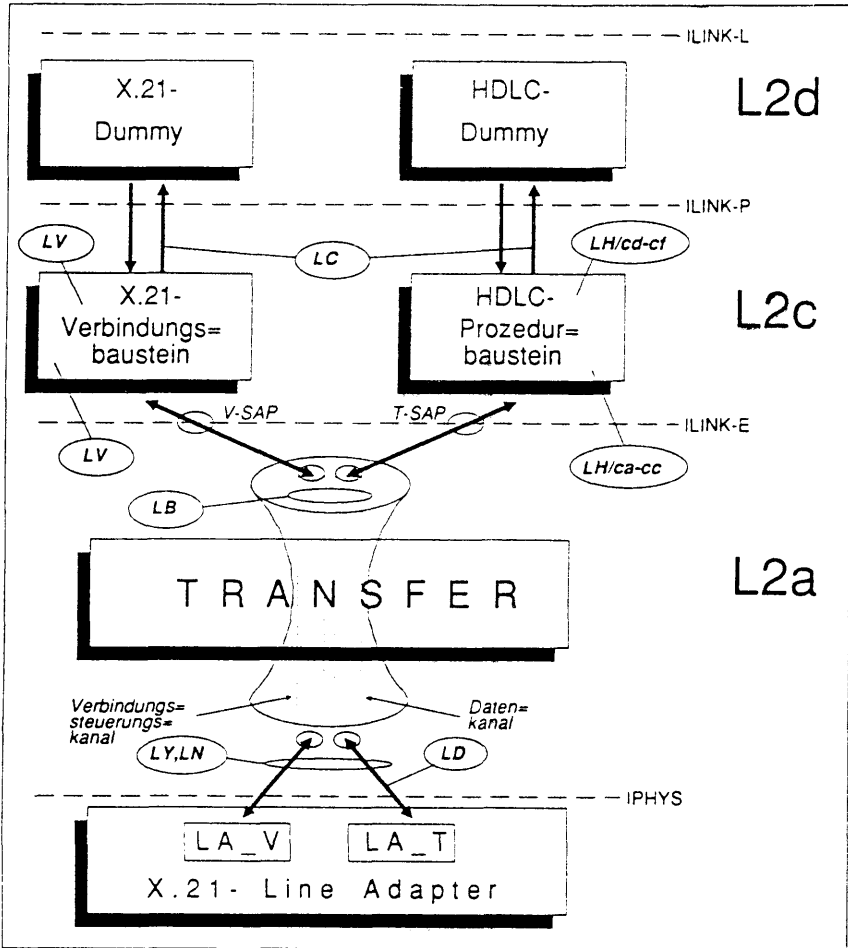 ILINK-L
X.21-
Dummy
HDLC-
Dummy
L2d
ILINK-P
LV
LC
LH/cd-cf
X.21-
Verbindungs=
baustein
HDLC-
Prozedur=
baustein
L2c
V-SAP
T-SAP
ILINK-E
LV
LH/ca-cc
LB
TRANSFER
L2a
Verbindungs=
steuerungs=
kanal
Daten=
kanal
LY,LN
LD
IPHYS
LA_V
LA_T
X.21- Line Adapter